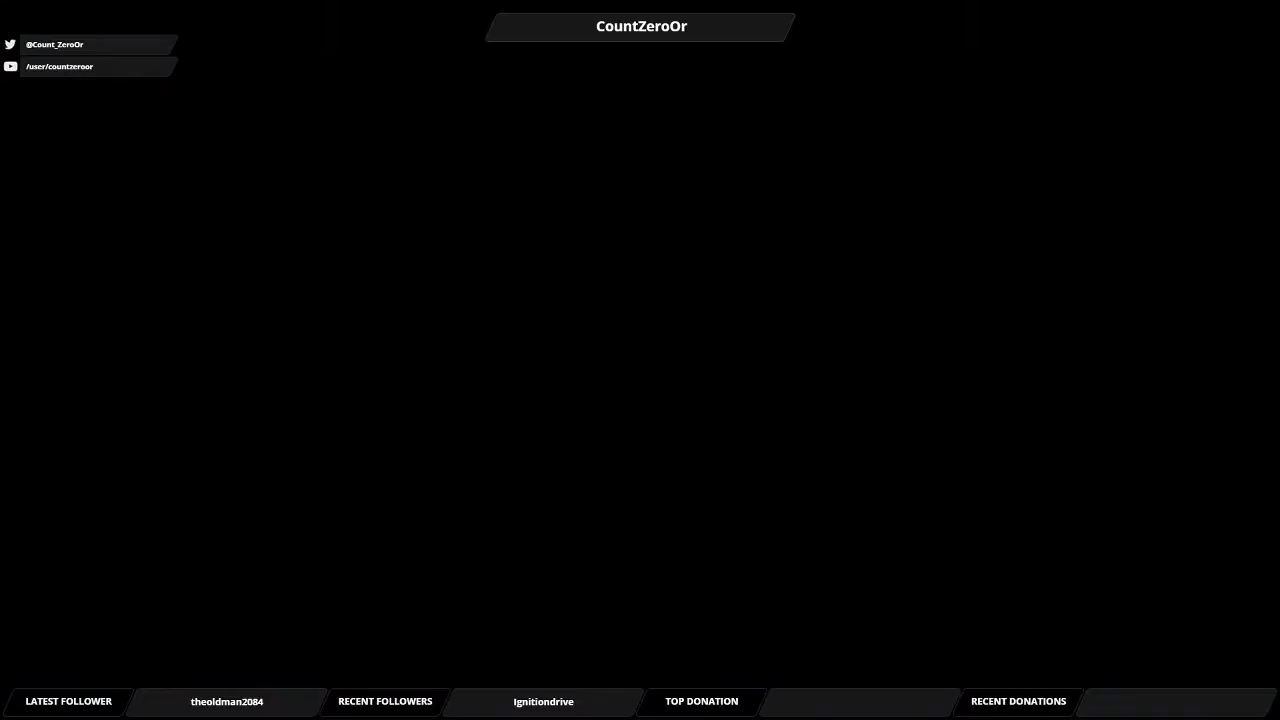 CountZeroOr
@Count_ZeroOr
/user/countzeroor
LATEST FOLLOWER
theoldman2084
RECENT FOLLOWERS
Ignitiondrive
TOP DONATION
RECENT DONATIONS